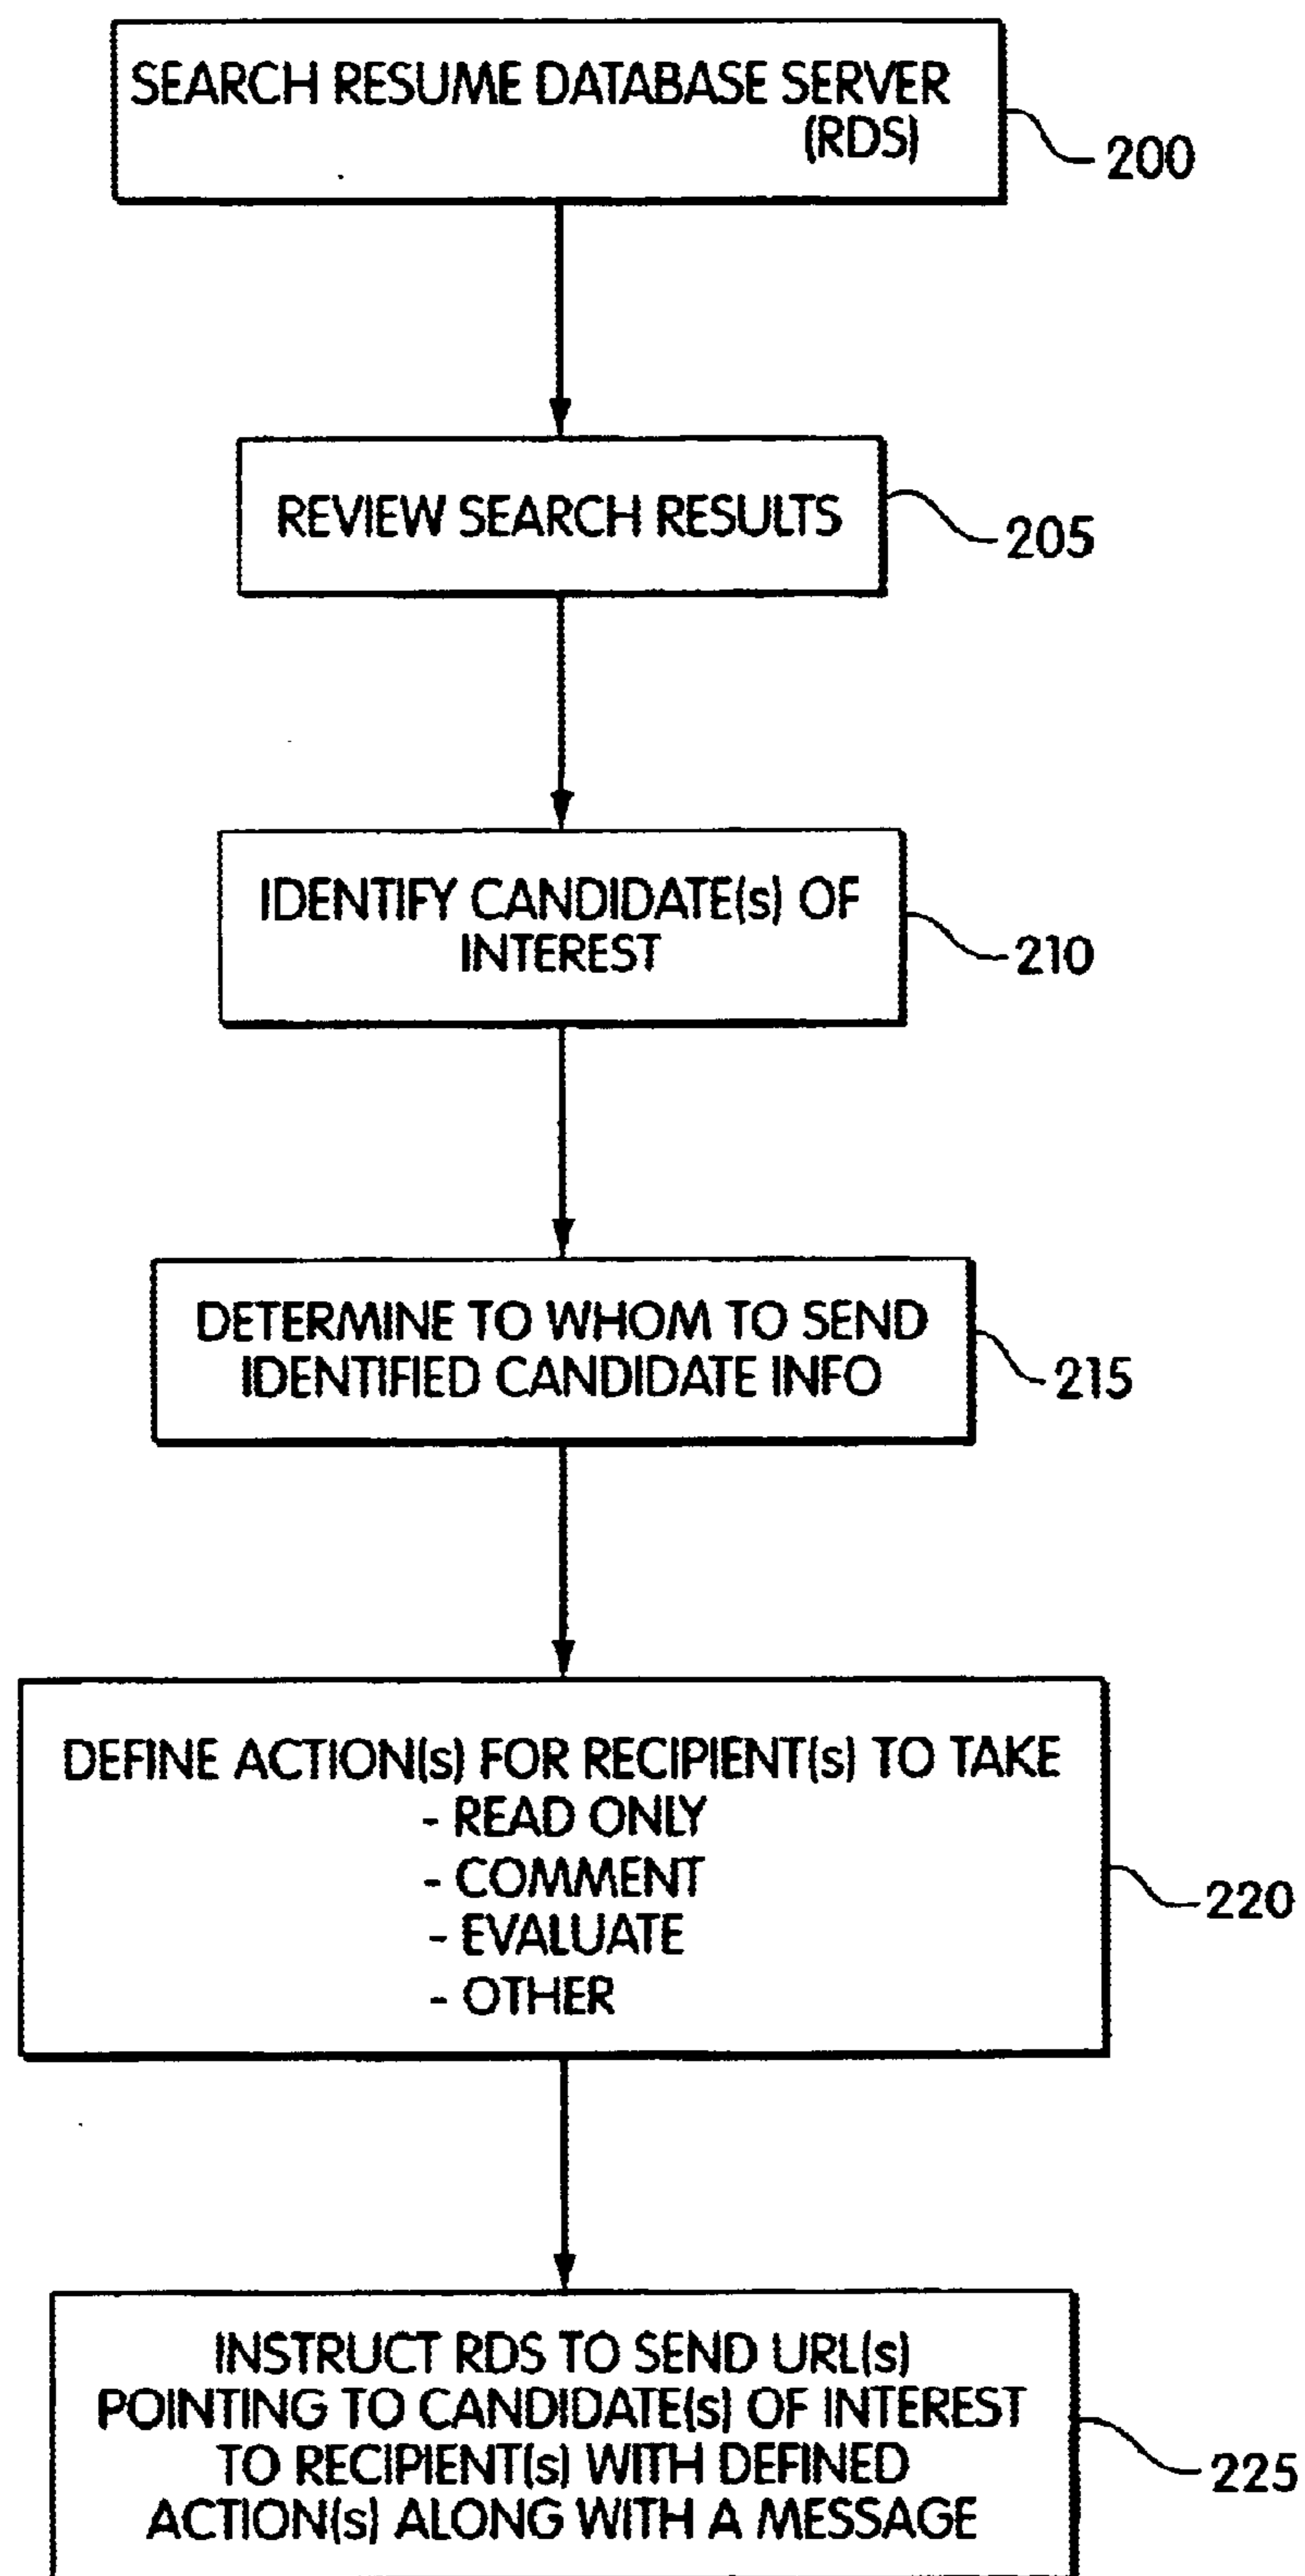 SEARCH RESUME DATABASE SERVER
(RDS)
200
REVIEW SEARCH RESULTS
205
IDENTIFY CANDIDATE(s) OF
INTEREST
210
DETERMINE TO WHOM TO SEND
IDENTIFIED CANDIDATE INFO
215
DEFINE ACTION(s) FOR RECIPIENT(s) TO TAKE
- READ ONLY
- COMMENT
- EVALUATE
- OTHER
220
INSTRUCT RDS TO SEND URL(s)
POINTING TO CANDIDATE(s) OF INTEREST
TO RECIPIENT(s) WITH DEFINED
ACTION(s) ALONG WITH A MESSAGE
225